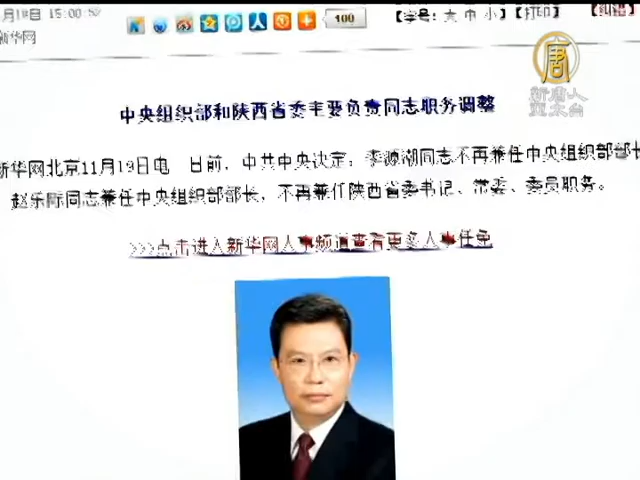 15:00:52
100
【字号：大 中 小】【打印】
新华网
新唐人
亚太台
中央组织部和陕西省委主要负责同志职务调整
新华网北京11月19日电 日前，中共中央决定：李源潮同志不再兼任中央组织部部长
赵乐际同志兼任中央组织部部长，不再兼任陕西省委书记、常委、委员职务。
>>>点击进入新华网人事频道查看更多人事任免